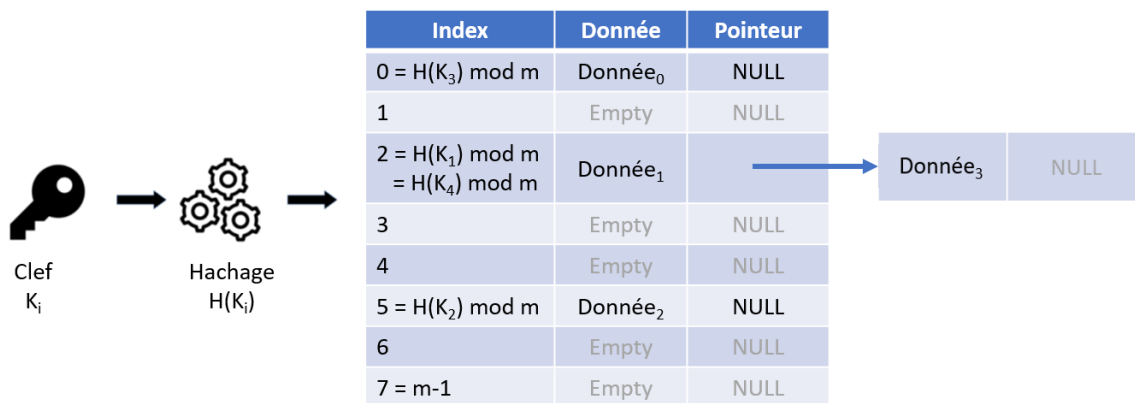 Index Donnée Pointeur
0 = H(K₃) mod m Donnée₀ NULL
1 Empty NULL
2 = H(K₁) mod m
= H(K₄) mod m Donnée₁
Donnée₃ NULL
3 Empty NULL
4 Empty NULL
5 = H(K₂) mod m Donnée₂ NULL
6 Empty NULL
7 = m-1 Empty NULL
Clef
Kᵢ
Hachage
H(Kᵢ)